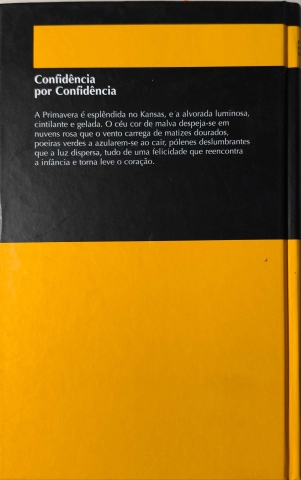 Confidência
por Confidência
A Primavera é esplêndida no Kansas, e a alvorada luminosa,
cintilante e gelada. O céu cor de malva despeja-se em
nuvens rosa que o vento carrega de matizes dourados,
poeiras verdes a azularem-se ao cair, pólenes deslumbrantes
que a luz dispersa, tudo de uma felicidade que reencontra
a infância e torna leve o coração.